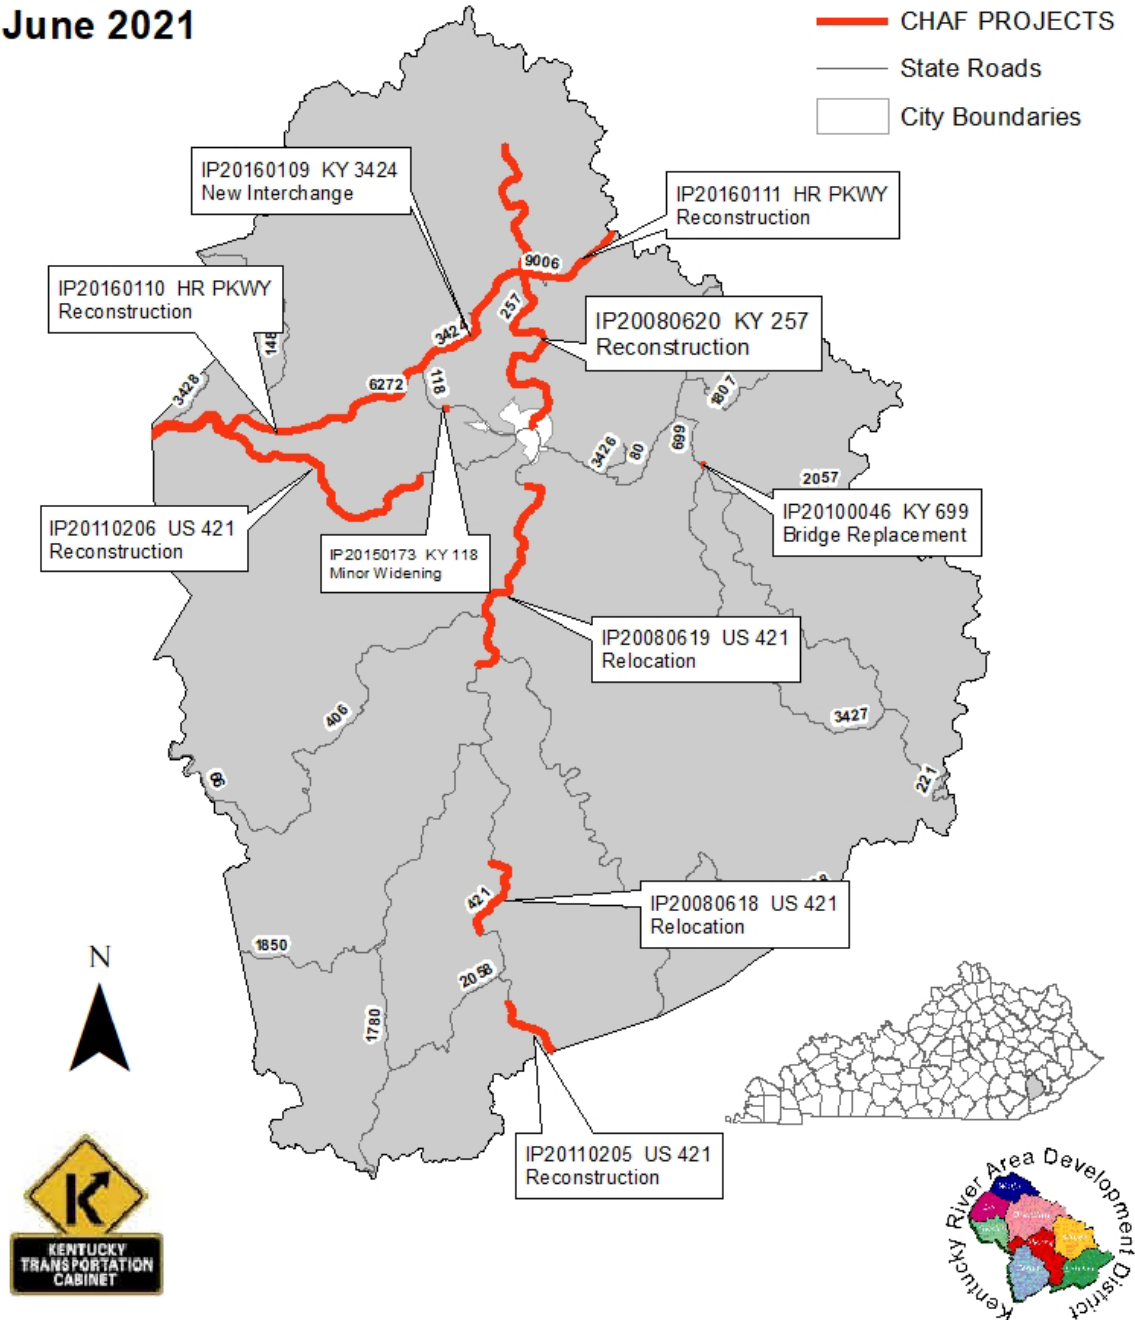 June 2021
CHAF PROJECTS
State Roads
City Boundaries
IP20160109 KY 3424
New Interchange
IP20160111 HR PKWY
Reconstruction
9006
IP20160110 HR PKWY
Reconstruction
257
IP20080620 KY 257
Reconstruction
3424
148
3428
6272
118
1807
699
3426
80
2057
IP20110206 US 421
Reconstruction
IP20100046 KY 699
Bridge Replacement
IP20150173 KY 118
Minor Widening
IP20080619 US 421
Relocation
406
3427
66
221
421
IP20080618 US 421
Relocation
1850
N
2058
1780
IP20110205 US 421
Reconstruction
KENTUCKY
TRANSPORTATION
CABINET
Kentucky River Area Development District